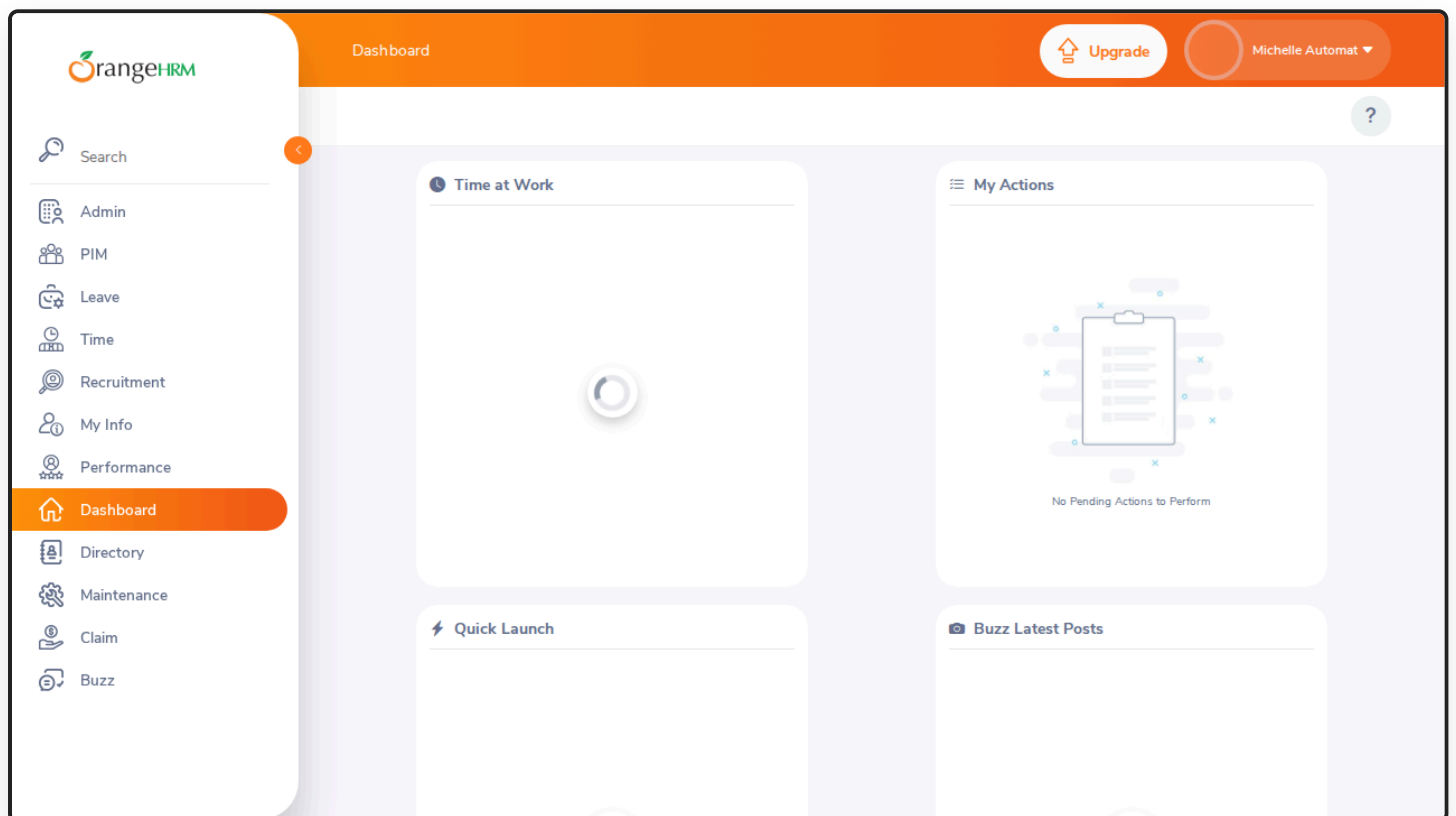 OrangeHRM
Dashboard
Upgrade
Michelle Automat
?
Search
Admin
PIM
Leave
Time
Recruitment
My Info
Performance
Dashboard
Directory
Maintenance
Claim
Buzz
Time at Work
My Actions
No Pending Actions to Perform
Quick Launch
Buzz Latest Posts